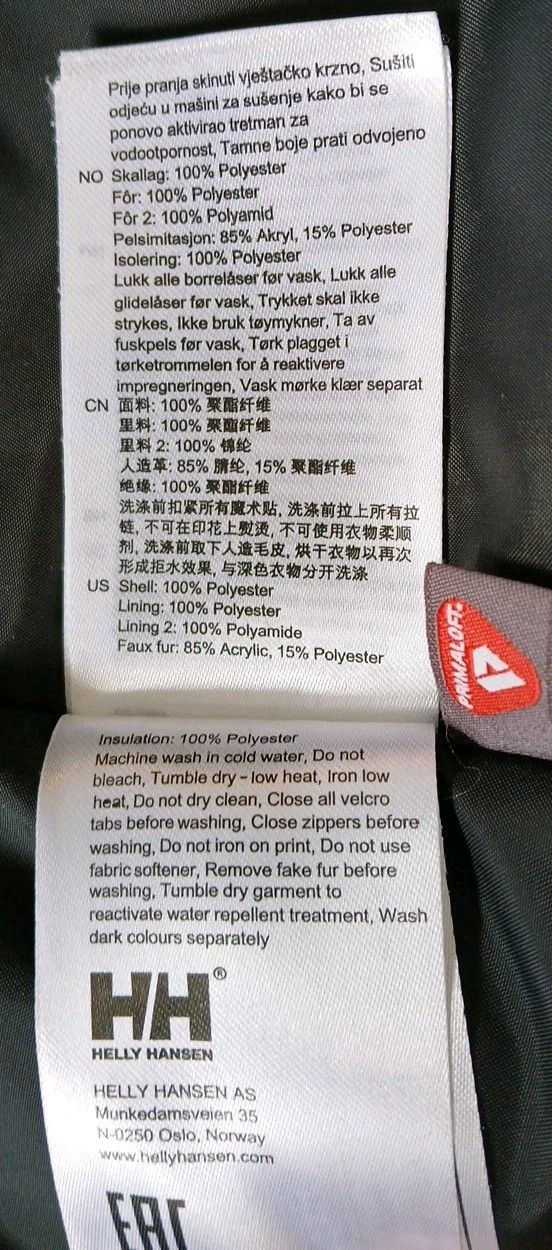 Prije pranja skinuti vještačko krzno, Sušiti
odjeću u mašini za sušenje kako bi se
ponovo aktivirao tretman za
vodootpornost, Tamne boje prati odvojeno
NO Skallag: 100% Polyester
Fôr: 100% Polyester
Fôr 2: 100% Polyamid
Pelsimitasjon: 85% Akryl, 15% Polyester
Isolering: 100% Polyester
Lukk alle borrelåser før vask, Lukk alle
glidelåser før vask, Trykket skal ikke
strykes, Ikke bruk tøymykner, Ta av
fuskpels før vask, Tørk plagget i
tørketrommelen for å reaktivere
impregneringen, Vask mørke klær separat
CN 面料: 100% 聚酯纤维
里料: 100% 聚酯纤维
里料 2: 100% 锦纶
人造革: 85% 腈纶, 15% 聚酯纤维
绝缘: 100% 聚酯纤维
洗涤前扣紧所有魔术贴, 洗涤前拉上所有拉
链, 不可在印花上熨烫, 不可使用衣物柔顺
剂, 洗涤前取下人造毛皮, 烘干衣物以再次
形成拒水效果, 与深色衣物分开洗涤
US Shell: 100% Polyester
Lining: 100% Polyester
Lining 2: 100% Polyamide
Faux fur: 85% Acrylic, 15% Polyester
PRIMALOFT
Insulation: 100% Polyester
Machine wash in cold water, Do not
bleach, Tumble dry – low heat, Iron low
heat, Do not dry clean, Close all velcro
tabs before washing, Close zippers before
washing, Do not iron on print, Do not use
fabric softener, Remove fake fur before
washing, Tumble dry garment to
reactivate water repellent treatment, Wash
dark colours separately
HH®
HELLY HANSEN
HELLY HANSEN AS
Munkedamsveien 35
N-0250 Oslo, Norway
www.hellyhansen.com
EAC